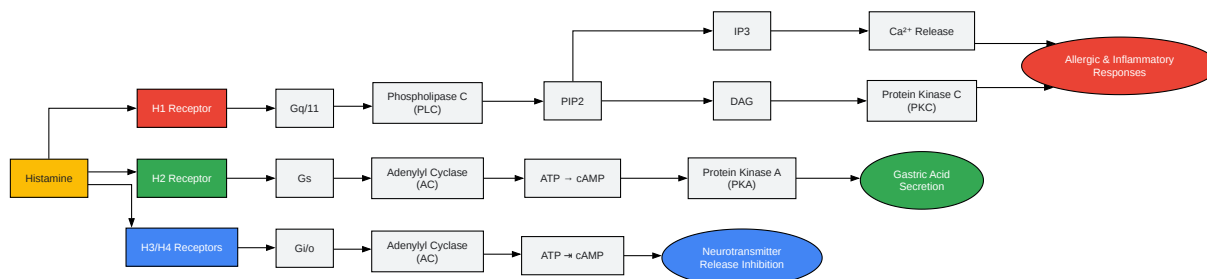 IP3
Ca²⁺ Release
Allergic & Inflammatory
Responses
H1 Receptor
Gq/11
Phospholipase C
(PLC)
PIP2
DAG
Protein Kinase C
(PKC)
Histamine
H2 Receptor
Gs
Adenylyl Cyclase
(AC)
ATP → cAMP
Protein Kinase A
(PKA)
Gastric Acid
Secretion
H3/H4 Receptors
Gi/o
Adenylyl Cyclase
(AC)
ATP ⇥ cAMP
Neurotransmitter
Release Inhibition